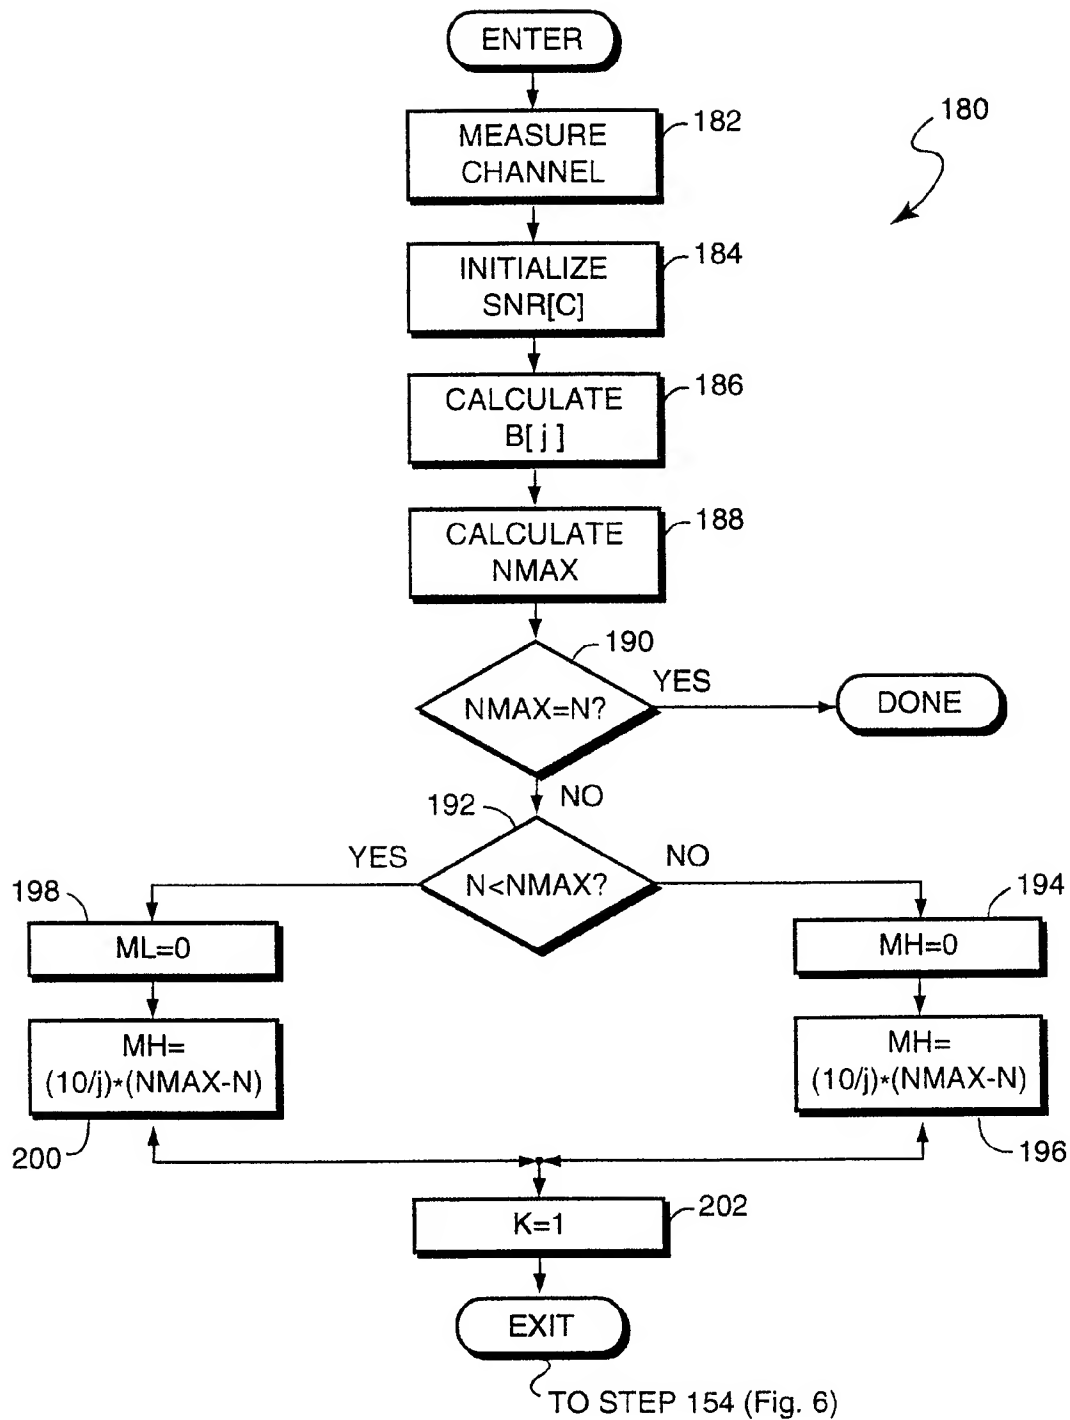 ENTER
MEASURE
CHANNEL
182
180
INITIALIZE
SNR[C]
184
CALCULATE
B[ j ]
186
CALCULATE
NMAX
188
190
NMAX=N?
YES
DONE
NO
192
N<NMAX?
YES
NO
198
ML=0
194
MH=0
MH=
(10/j)*(NMAX-N)
200
MH=
(10/j)*(NMAX-N)
196
K=1
202
EXIT
TO STEP 154 (Fig. 6)